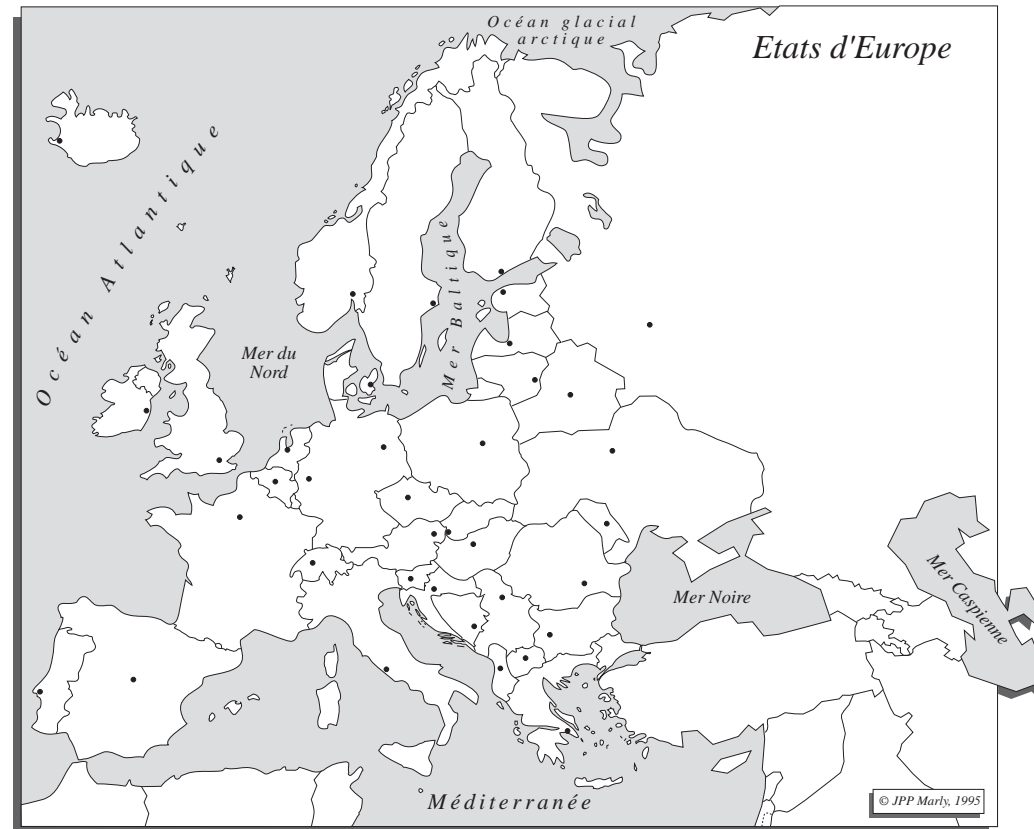 Océan glacial
arctique
Etats d'Europe
Océan Atlantique
Mer Baltique
Mer du
Nord
Mer Noire
Mer Caspienne
Méditerranée
© JPP Marly, 1995